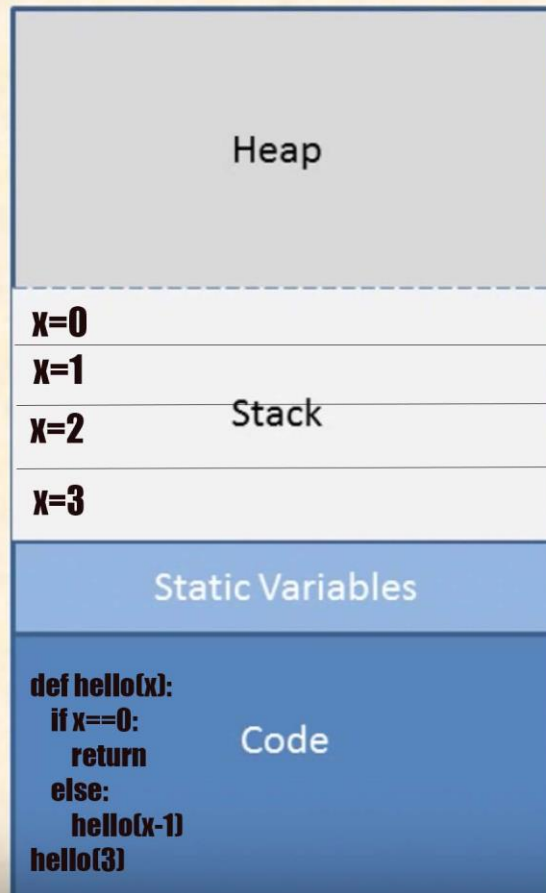 Heap
x=0
x=1
x=2
Stack
x=3
Static Variables
def hello(x):
if x==0:
return
Code
else:
hello(x-1)
hello(3)